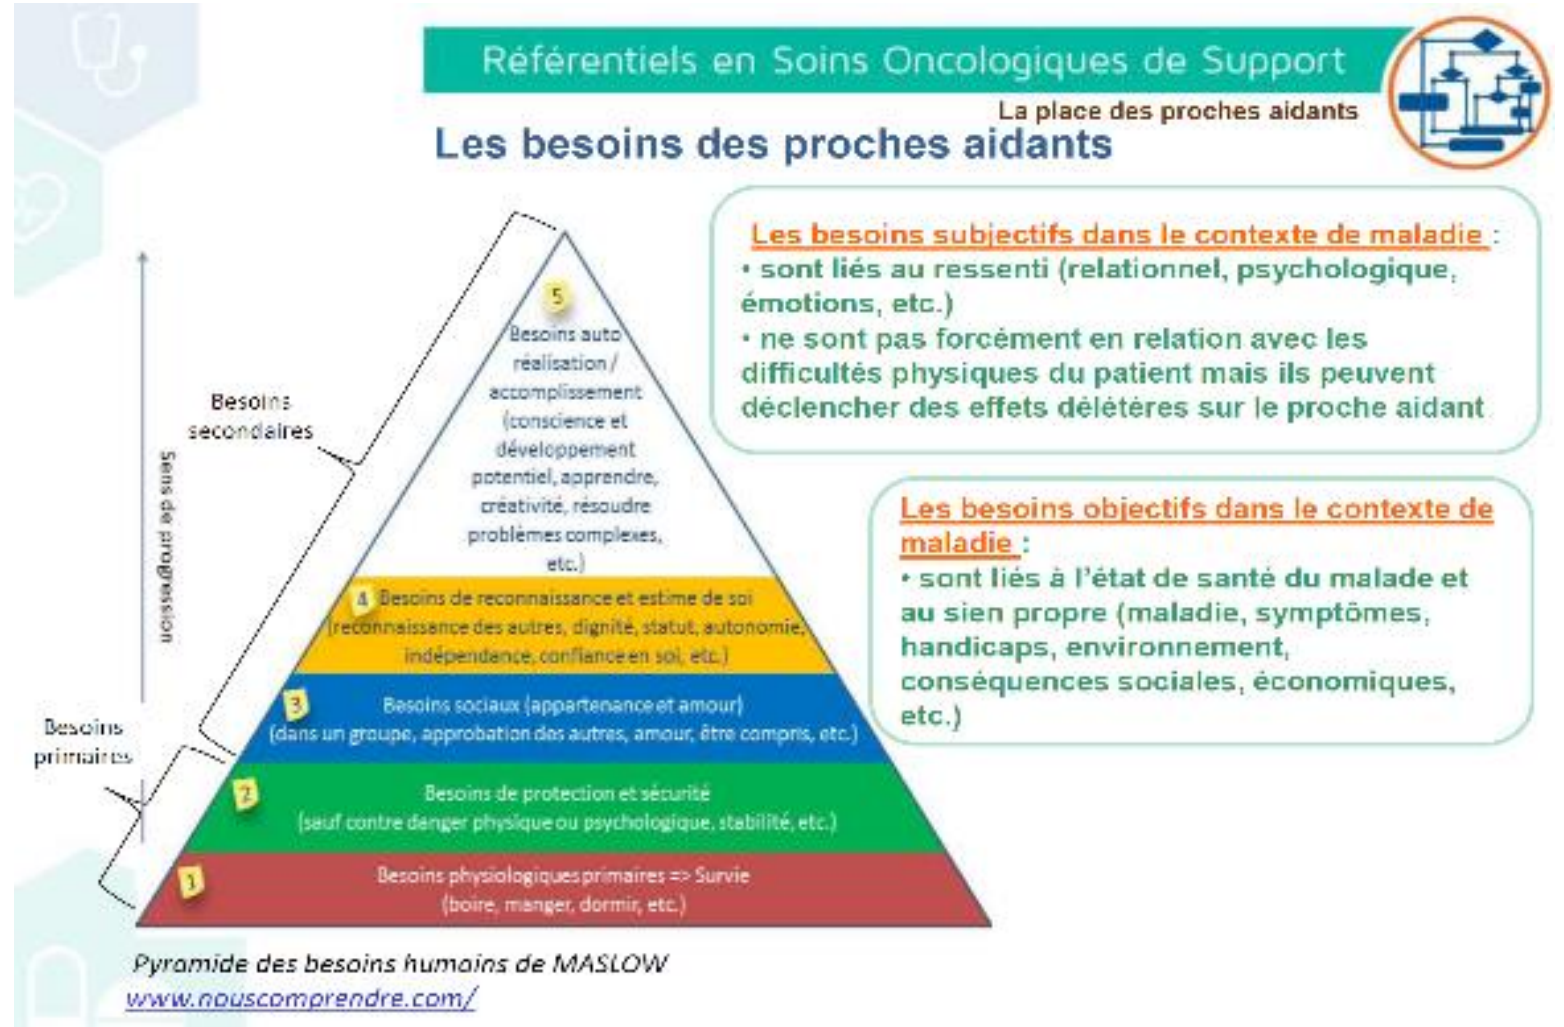 Référentiels en Soins Oncologiques de Support
La place des proches aidants
Les besoins des proches aidants
Les besoins subjectifs dans le contexte de maladie :
• sont liés au ressenti (relationnel, psychologique,
émotions, etc.)
• ne sont pas forcément en relation avec les
difficultés physiques du patient mais ils peuvent
déclencher des effets délétères sur le proche aidant
Les besoins objectifs dans le contexte de
maladie :
• sont liés à l'état de santé du malade et
au sien propre (maladie, symptômes,
handicaps, environnement,
conséquences sociales, économiques,
etc.)
Sens de progression
Besoins
secondaires
Besoins
primaires
5
Besoins auto
réalisation /
accomplissement
(conscience et
développement
potentiel, apprendre,
créativité, résoudre
problèmes complexes,
etc.)
4
Besoins de reconnaissance et estime de soi
(reconnaissance des autres, dignité, statut, autonomie,
indépendance, confiance en soi, etc.)
3
Besoins sociaux (appartenance et amour)
(dans un groupe, approbation des autres, amour, être compris, etc.)
2
Besoins de protection et sécurité
(sauf contre danger physique ou psychologique, stabilité, etc.)
1
Besoins physiologiques primaires => Survie
(boire, manger, dormir, etc.)
Pyramide des besoins humains de MASLOW
www.nouscomprendre.com/